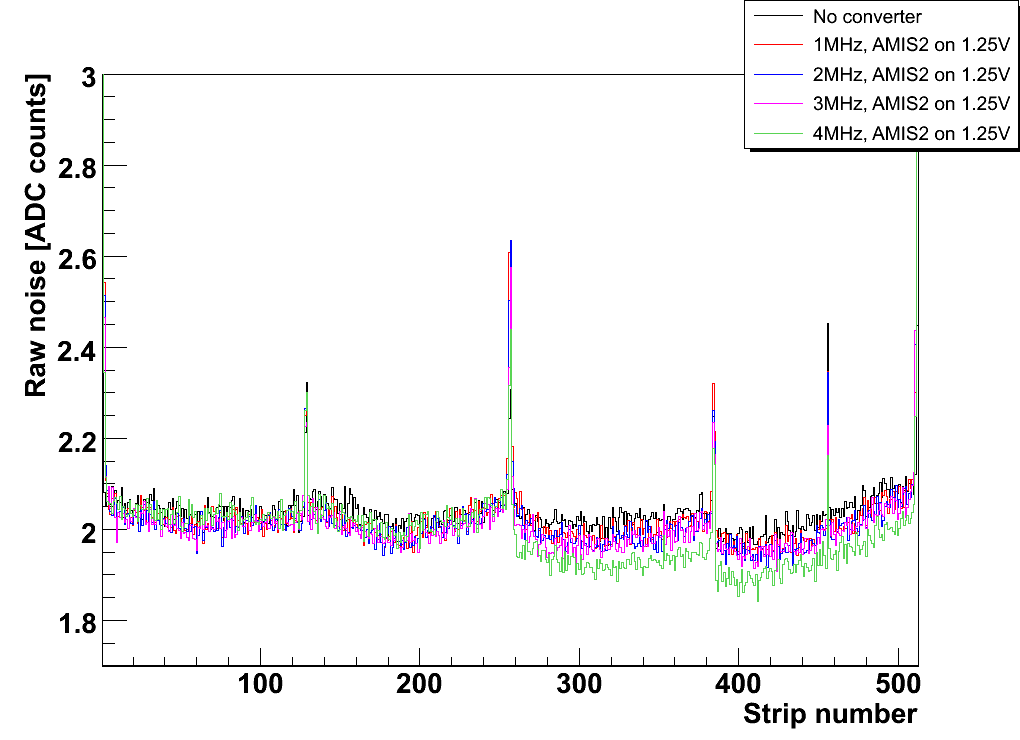 No converter
1MHz, AMIS2 on 1.25V
2MHz, AMIS2 on 1.25V
3MHz, AMIS2 on 1.25V
4MHz, AMIS2 on 1.25V
Raw noise [ADC counts]
3
2.8
2.6
2.4
2.2
2
1.8
100 200 300 400 500
Strip number